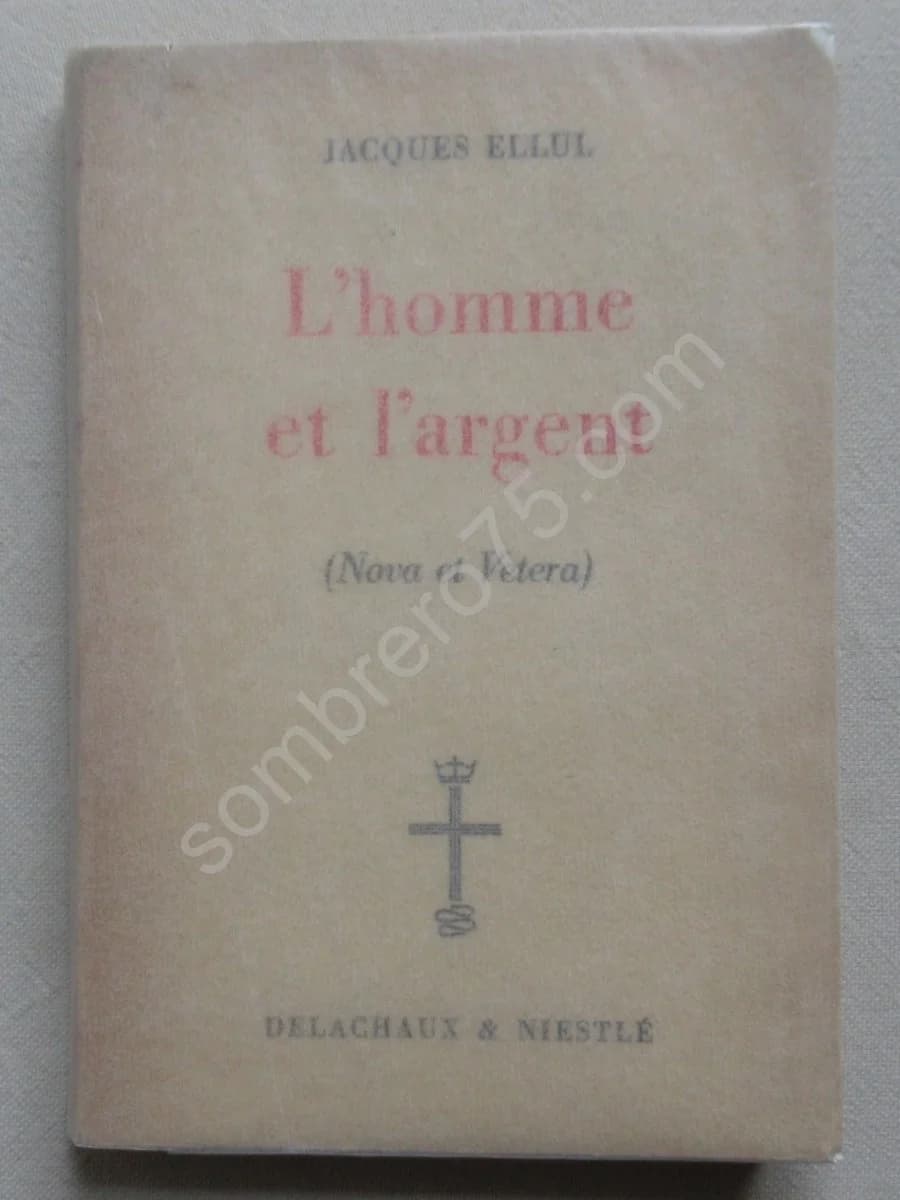 JACQUES ELLUL
L'homme
et l'argent
(Nova et Vetera)
sombrero75.com
DELACHAUX & NIESTLÉ